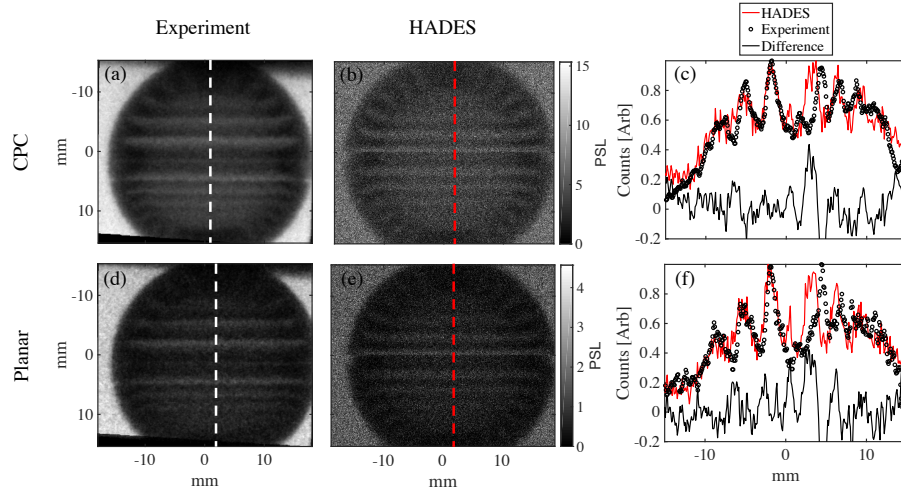 Experiment
HADES
HADES
Experiment
Difference
CPC
mm
-10
0
10
(a)
(b)
15
10
5
0
PSL
(c)
Counts [Arb]
0.8
0.6
0.4
0.2
0
-0.2
-10
0
10
Planar
mm
-10
0
10
(d)
-10
0
10
mm
(e)
-10
0
10
mm
4
3
2
1
0
PSL
(f)
Counts [Arb]
0.8
0.6
0.4
0.2
0
-0.2
-10
0
10
mm